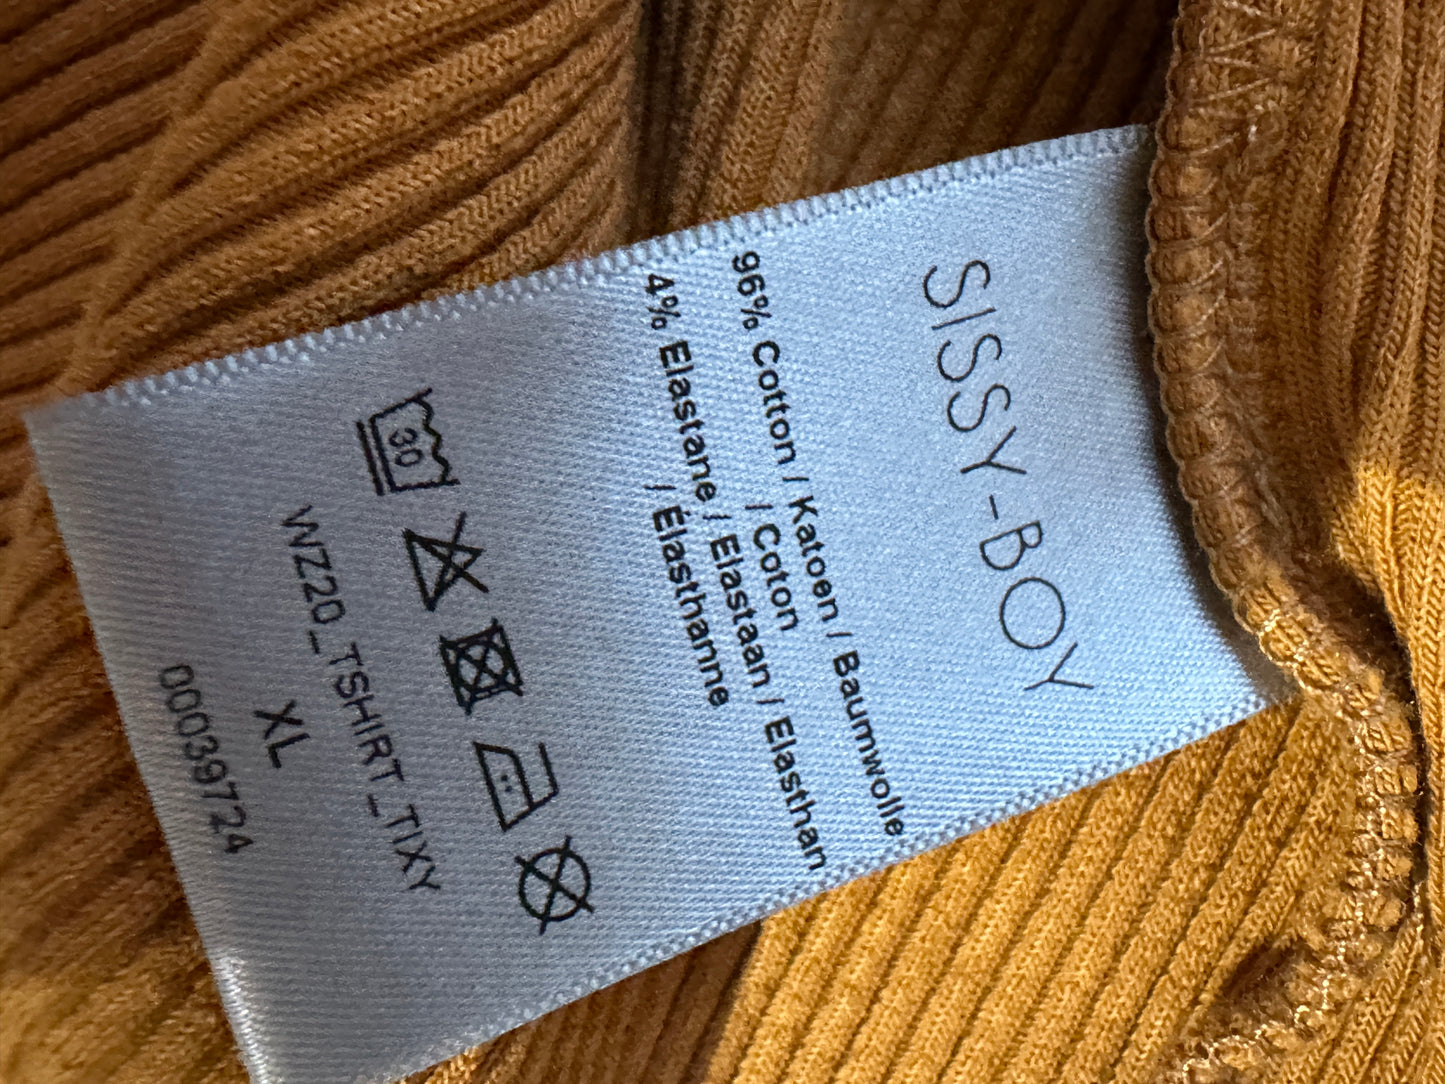 SISSY-BOY
96% Cotton / Katoen / Baumwolle
/ Coton
4% Elastane / Elastaan / Elasthan
/ Élasthanne
30
WZ20_TSHIRT_TIXY
XL
00039724